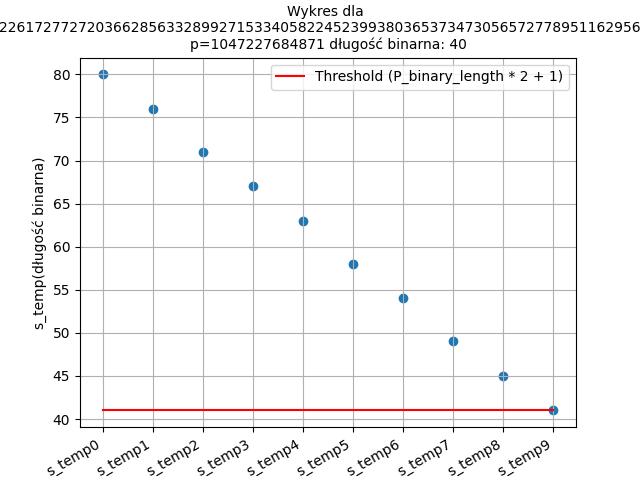 Wykres dla
p=1047227684871 długość binarna: 40
Threshold (P_binary_length * 2 + 1)
s_temp(długość binarna)
80
75
70
65
60
55
50
45
40
s_temp0
s_temp1
s_temp2
s_temp3
s_temp4
s_temp5
s_temp6
s_temp7
s_temp8
s_temp9